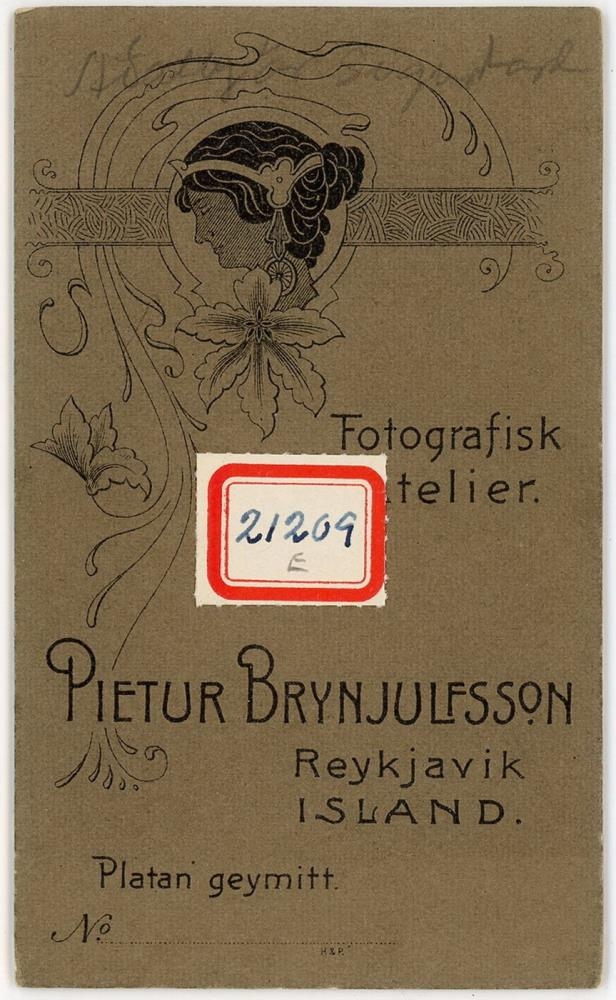 Fotografisk
telier.
21209
E
PIETUR BRYNJULFSSON
Reykjavik
ISLAND.
Platan geymitt.
No
H & P.